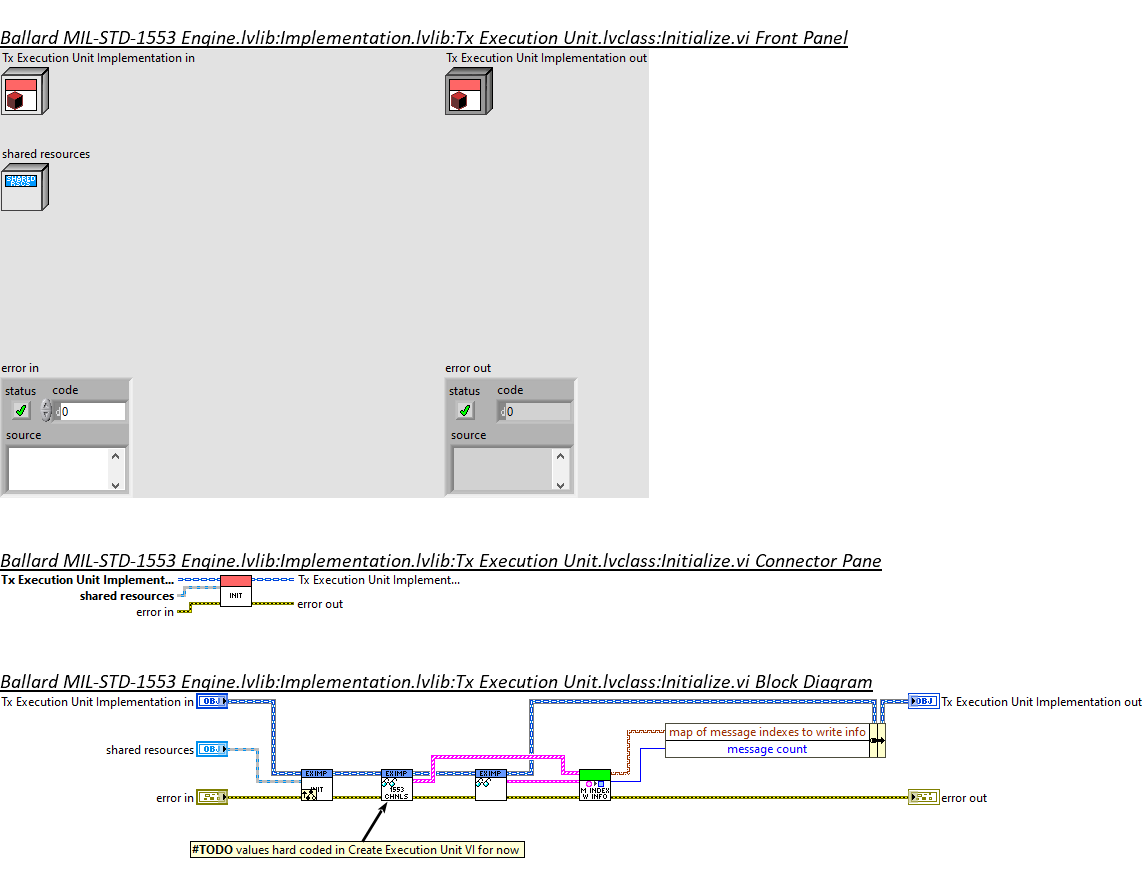 Ballard MIL-STD-1553 Engine.lvlib:Implementation.lvlib:Tx Execution Unit.lvclass:Initialize.vi Front Panel
Tx Execution Unit Implementation in
Tx Execution Unit Implementation out
shared resources
SHARED
RSCS
error in
error out
status code
status code
d 0
d 0
source
source
Ballard MIL-STD-1553 Engine.lvlib:Implementation.lvlib:Tx Execution Unit.lvclass:Initialize.vi Connector Pane
Tx Execution Unit Implement...
Tx Execution Unit Implement...
shared resources
INIT
error in
error out
Ballard MIL-STD-1553 Engine.lvlib:Implementation.lvlib:Tx Execution Unit.lvclass:Initialize.vi Block Diagram
Tx Execution Unit Implementation in
OBJ
OBJ
Tx Execution Unit Implementation out
map of message indexes to write info
message count
shared resources
OBJ
EXIMP
INIT
EXIMP
1553
CHNLS
EXIMP
M INDEX
W INFO
error in
error out
#TODO values hard coded in Create Execution Unit VI for now